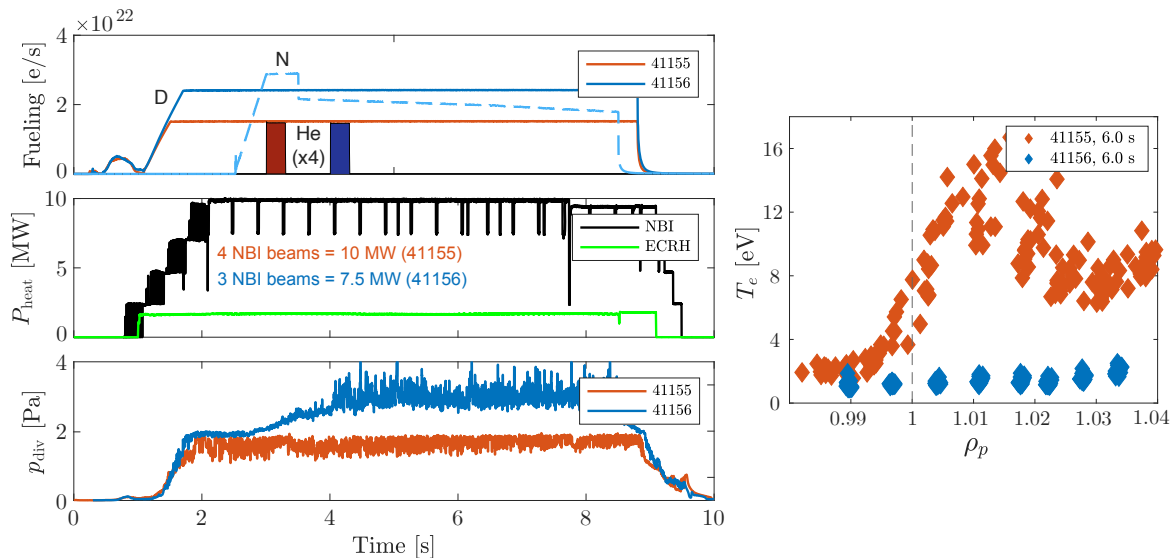 ×10^22
4
2
0
Fueling [e/s]
N
D
He
(x4)
41155
41156
10
5
0
P_heat [MW]
NBI
ECRH
4 NBI beams = 10 MW (41155)
3 NBI beams = 7.5 MW (41156)
4
2
0
p_div [Pa]
41155
41156
0 2 4 6 8 10
Time [s]
16
12
8
4
0
T_e [eV]
41155, 6.0 s
41156, 6.0 s
0.99 1 1.01 1.02 1.03 1.04
ρ_p